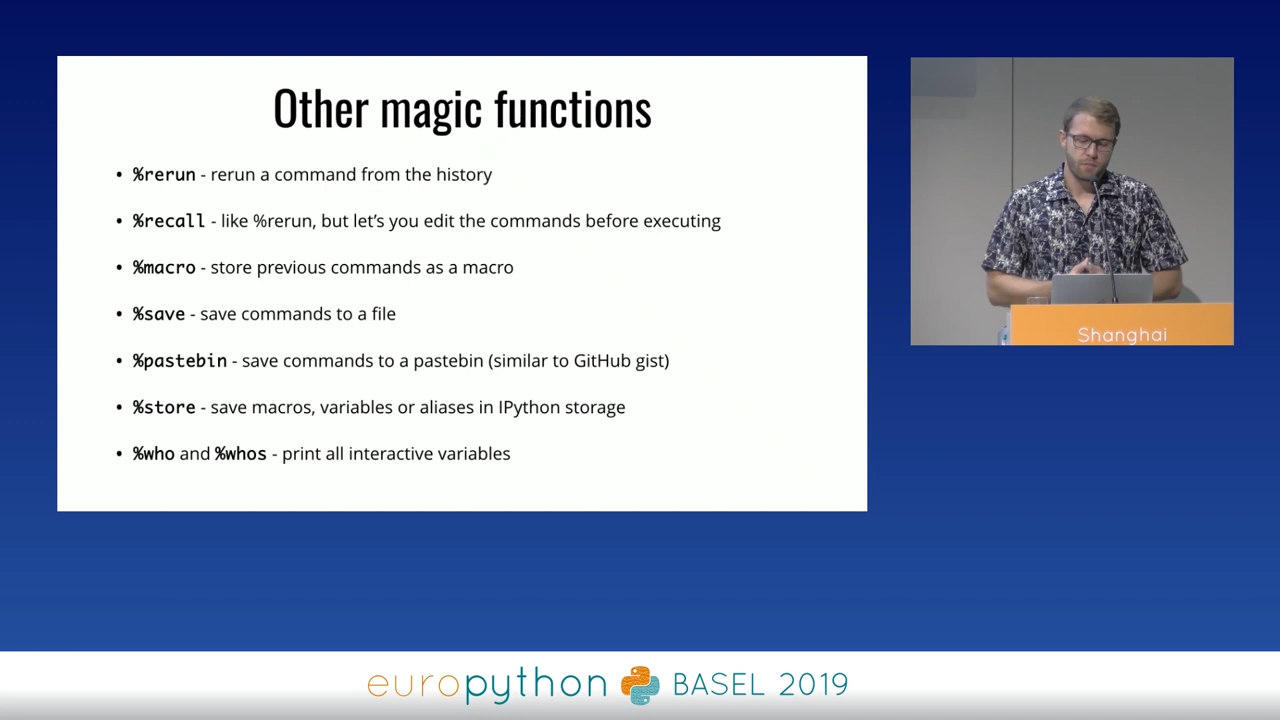 Other magic functions
• %rerun - rerun a command from the history
• %recall - like %rerun, but let’s you edit the commands before executing
• %macro - store previous commands as a macro
• %save - save commands to a file
• %pastebin - save commands to a pastebin (similar to GitHub gist)
• %store - save macros, variables or aliases in IPython storage
• %who and %whos - print all interactive variables
Shanghai
europython BASEL 2019